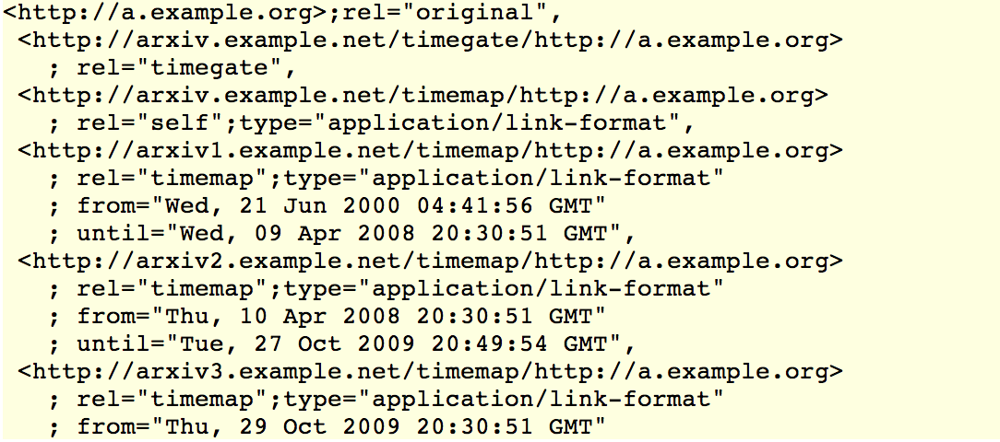 <http://a.example.org>;rel="original",
<http://arxiv.example.net/timegate/http://a.example.org>
; rel="timegate",
<http://arxiv.example.net/timemap/http://a.example.org>
; rel="self";type="application/link-format",
<http://arxiv1.example.net/timemap/http://a.example.org>
; rel="timemap";type="application/link-format"
; from="Wed, 21 Jun 2000 04:41:56 GMT"
; until="Wed, 09 Apr 2008 20:30:51 GMT",
<http://arxiv2.example.net/timemap/http://a.example.org>
; rel="timemap";type="application/link-format"
; from="Thu, 10 Apr 2008 20:30:51 GMT"
; until="Tue, 27 Oct 2009 20:49:54 GMT",
<http://arxiv3.example.net/timemap/http://a.example.org>
; rel="timemap";type="application/link-format"
; from="Thu, 29 Oct 2009 20:30:51 GMT"